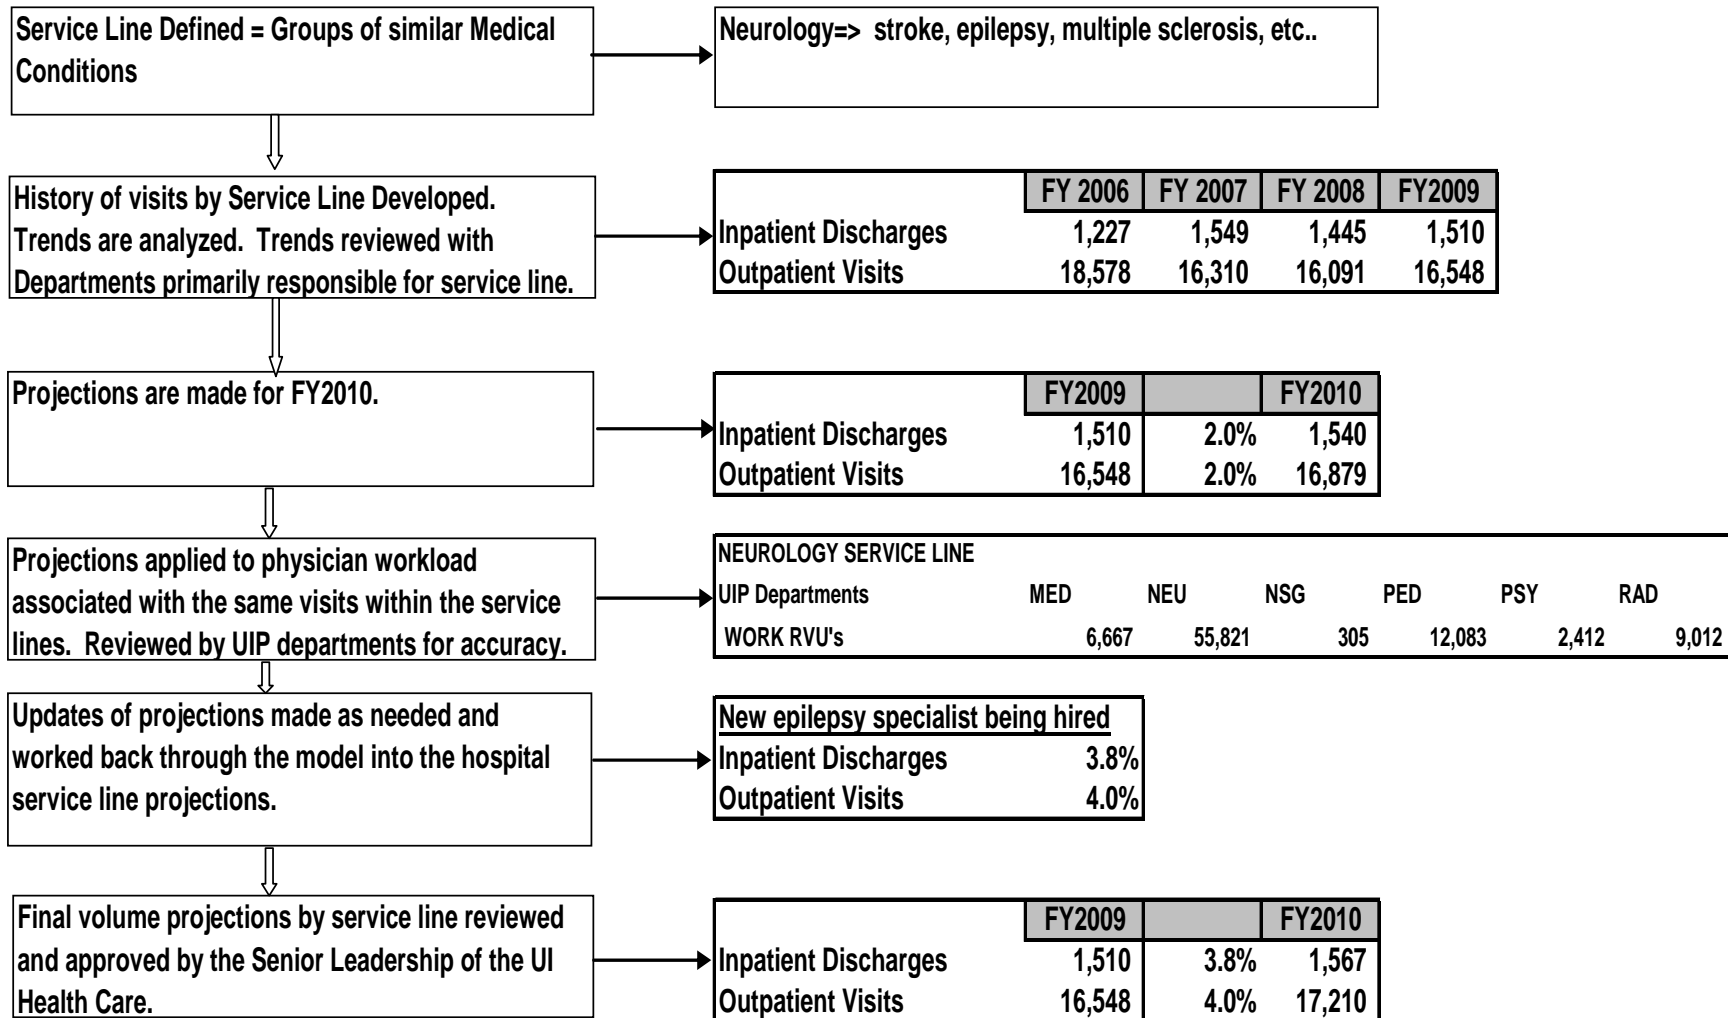 Service Line Defined = Groups of similar Medical
Conditions
Neurology=> stroke, epilepsy, multiple sclerosis, etc..
History of visits by Service Line Developed.
Trends are analyzed. Trends reviewed with
Departments primarily responsible for service line.
FY 2006 FY 2007 FY 2008 FY2009
Inpatient Discharges 1,227 1,549 1,445 1,510
Outpatient Visits 18,578 16,310 16,091 16,548
Projections are made for FY2010.
FY2009 FY2010
Inpatient Discharges 1,510 2.0% 1,540
Outpatient Visits 16,548 2.0% 16,879
Projections applied to physician workload
associated with the same visits within the service
lines. Reviewed by UIP departments for accuracy.
NEUROLOGY SERVICE LINE
UIP Departments MED NEU NSG PED PSY RAD
WORK RVU's 6,667 55,821 305 12,083 2,412 9,012
Updates of projections made as needed and
worked back through the model into the hospital
service line projections.
New epilepsy specialist being hired
Inpatient Discharges 3.8%
Outpatient Visits 4.0%
Final volume projections by service line reviewed
and approved by the Senior Leadership of the UI
Health Care.
FY2009 FY2010
Inpatient Discharges 1,510 3.8% 1,567
Outpatient Visits 16,548 4.0% 17,210